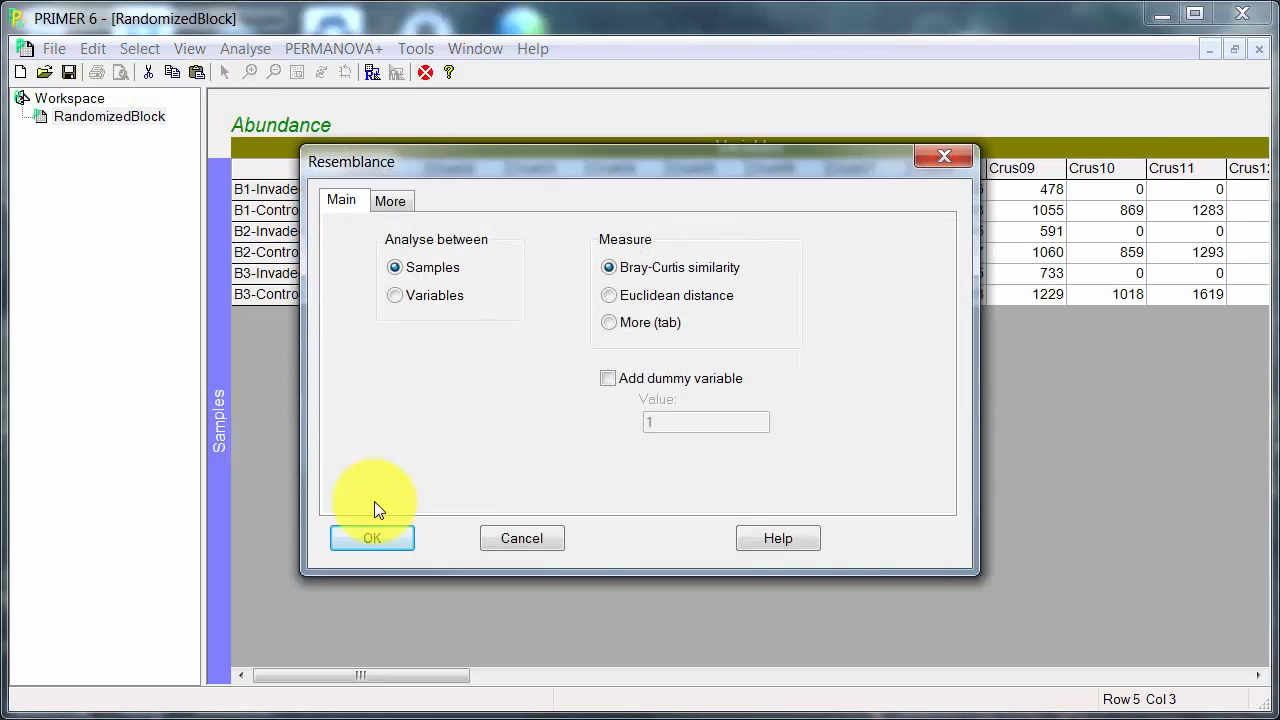 PRIMER 6 - [RandomizedBlock]
File Edit Select View Analyse PERMANOVA+ Tools Window Help
Workspace
RandomizedBlock
Abundance
Crus09 Crus10 Crus11 Crus12
B1-Invade 478 0 0
B1-Contro 1055 869 1283
B2-Invade 591 0 0
B2-Contro 1060 859 1293
B3-Invade 733 0 0
B3-Contro 1229 1018 1619
Samples
Resemblance
Main More
Analyse between
Samples
Variables
Measure
Bray-Curtis similarity
Euclidean distance
More (tab)
Add dummy variable
Value:
1
OK Cancel Help
Row 5 Col 3